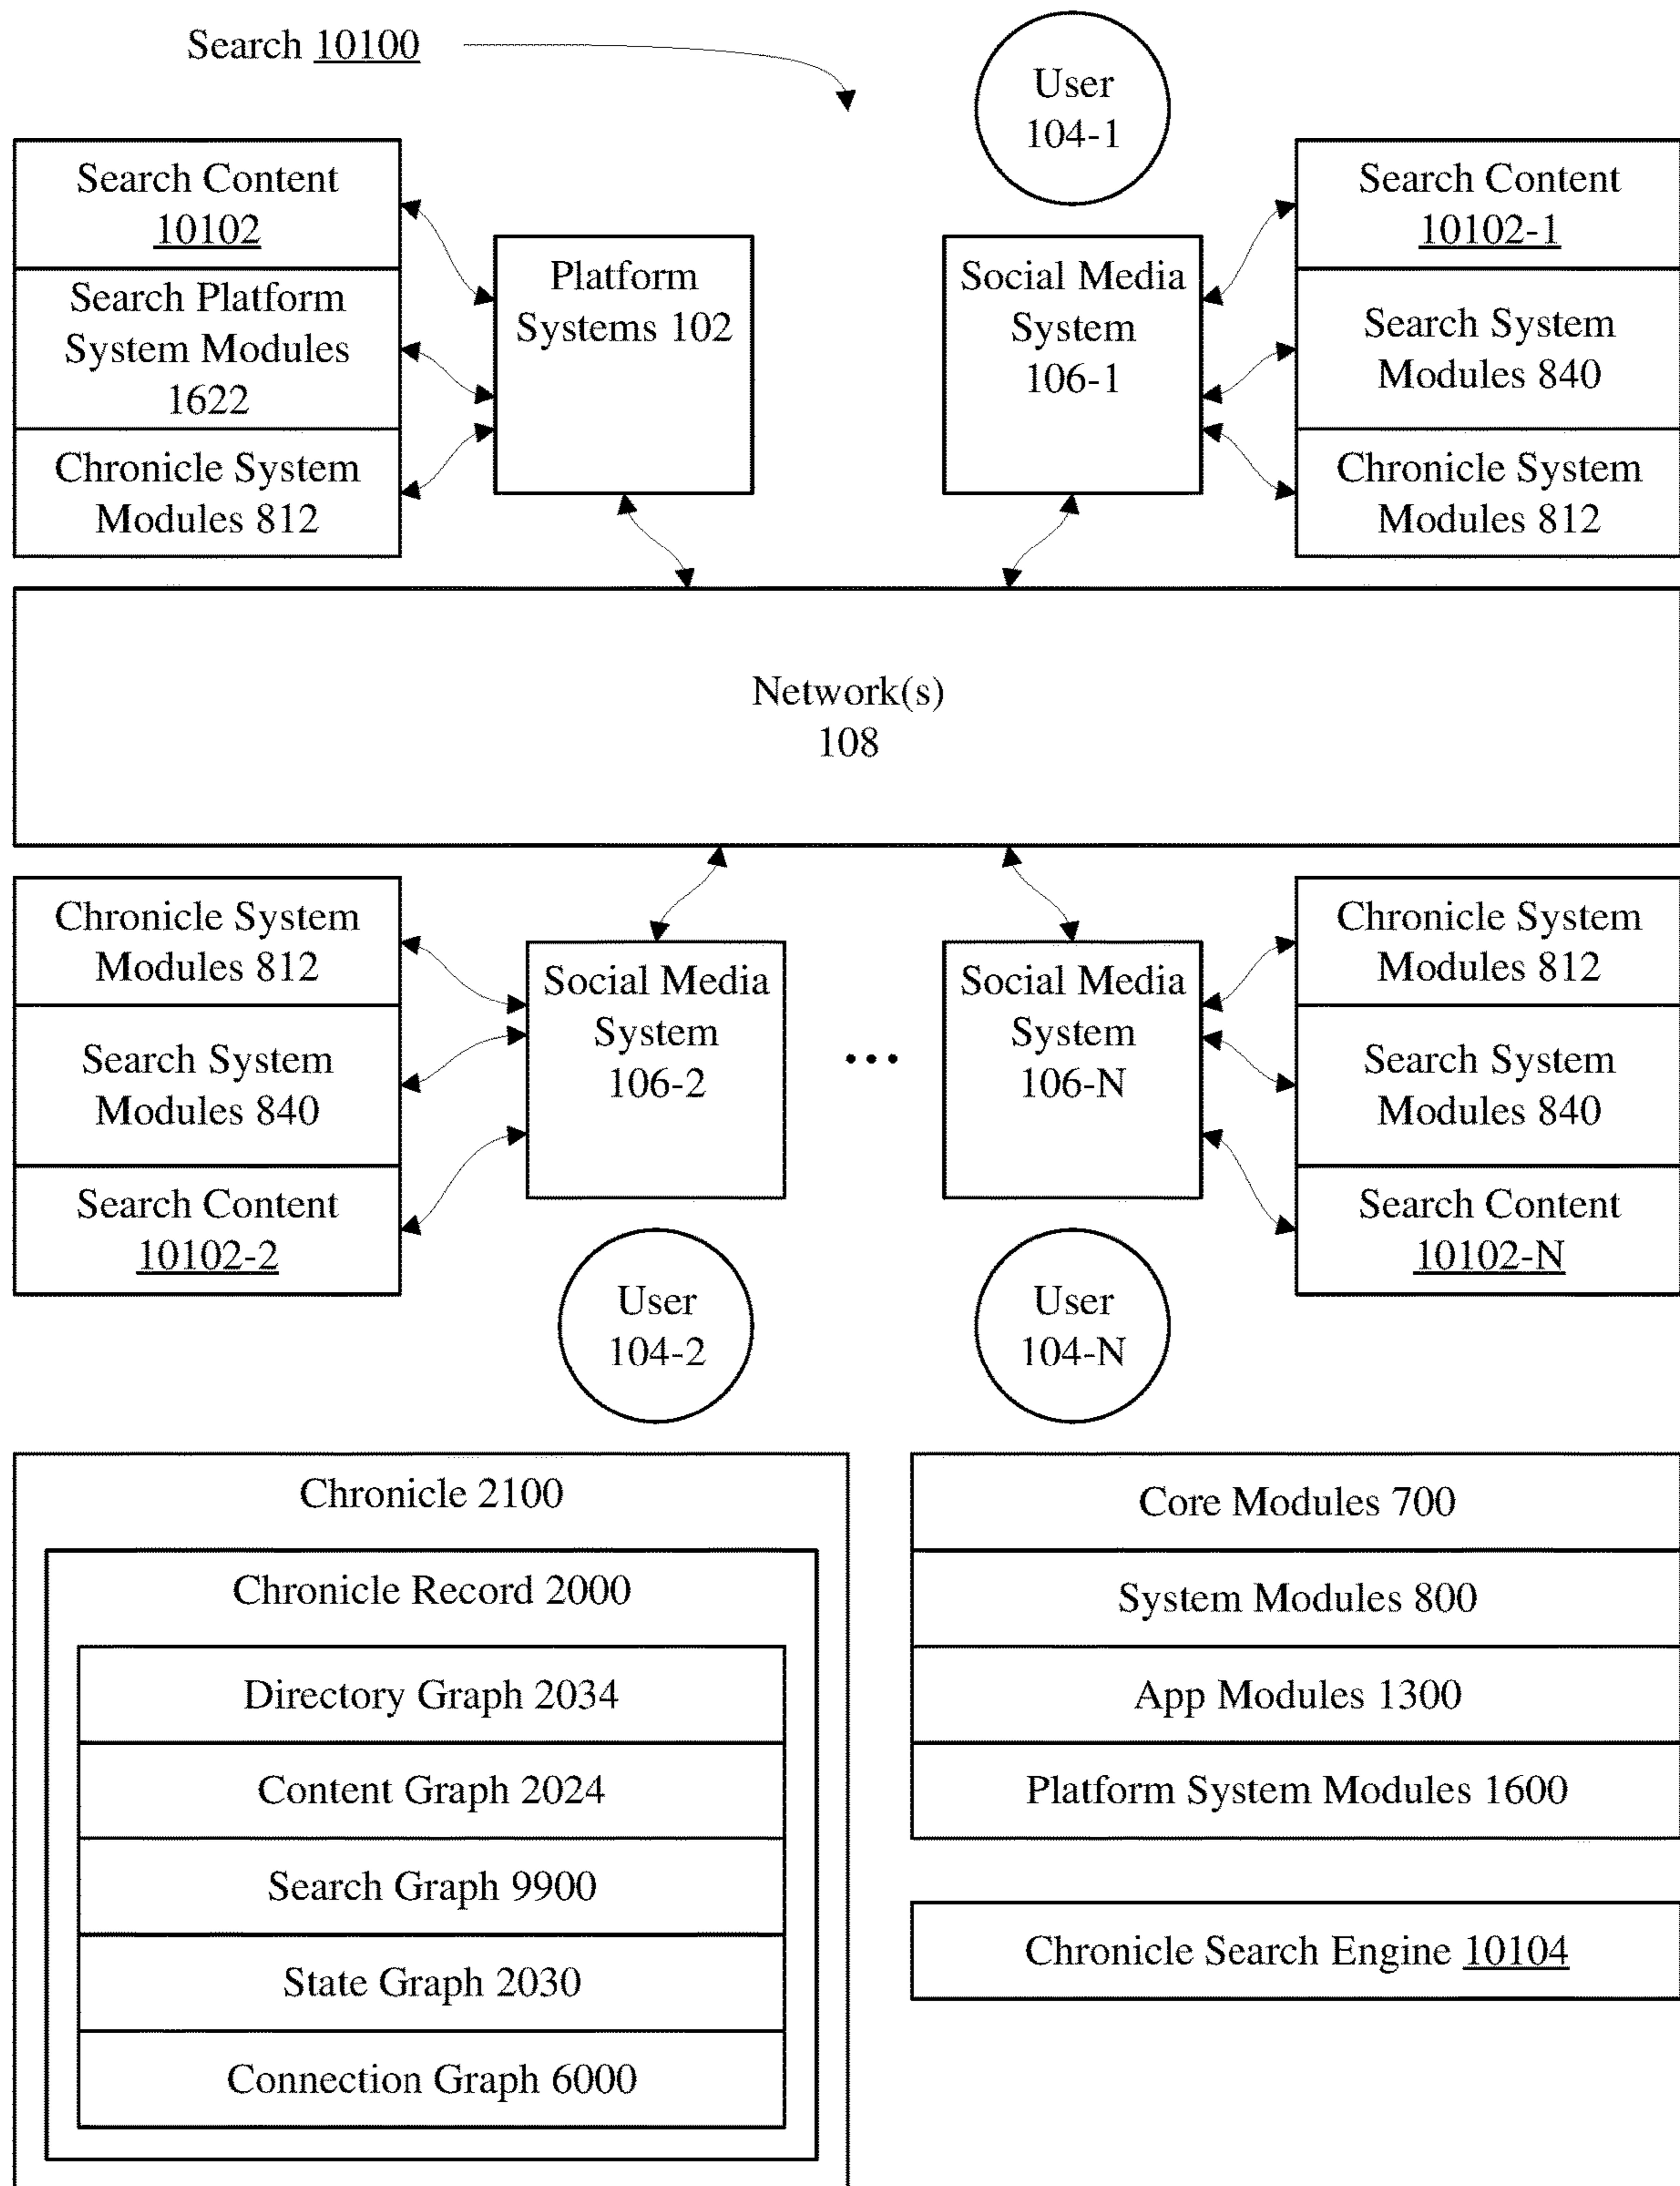 Search 10100
User
104-1
Search Content
10102
Search Platform
System Modules
1622
Chronicle System
Modules 812
Platform
Systems 102
Social Media
System
106-1
Search Content
10102-1
Search System
Modules 840
Chronicle System
Modules 812
Network(s)
108
Chronicle System
Modules 812
Search System
Modules 840
Search Content
10102-2
Social Media
System
106-2
...
Social Media
System
106-N
Chronicle System
Modules 812
Search System
Modules 840
Search Content
10102-N
User
104-2
User
104-N
Chronicle 2100
Chronicle Record 2000
Directory Graph 2034
Content Graph 2024
Search Graph 9900
State Graph 2030
Connection Graph 6000
Core Modules 700
System Modules 800
App Modules 1300
Platform System Modules 1600
Chronicle Search Engine 10104